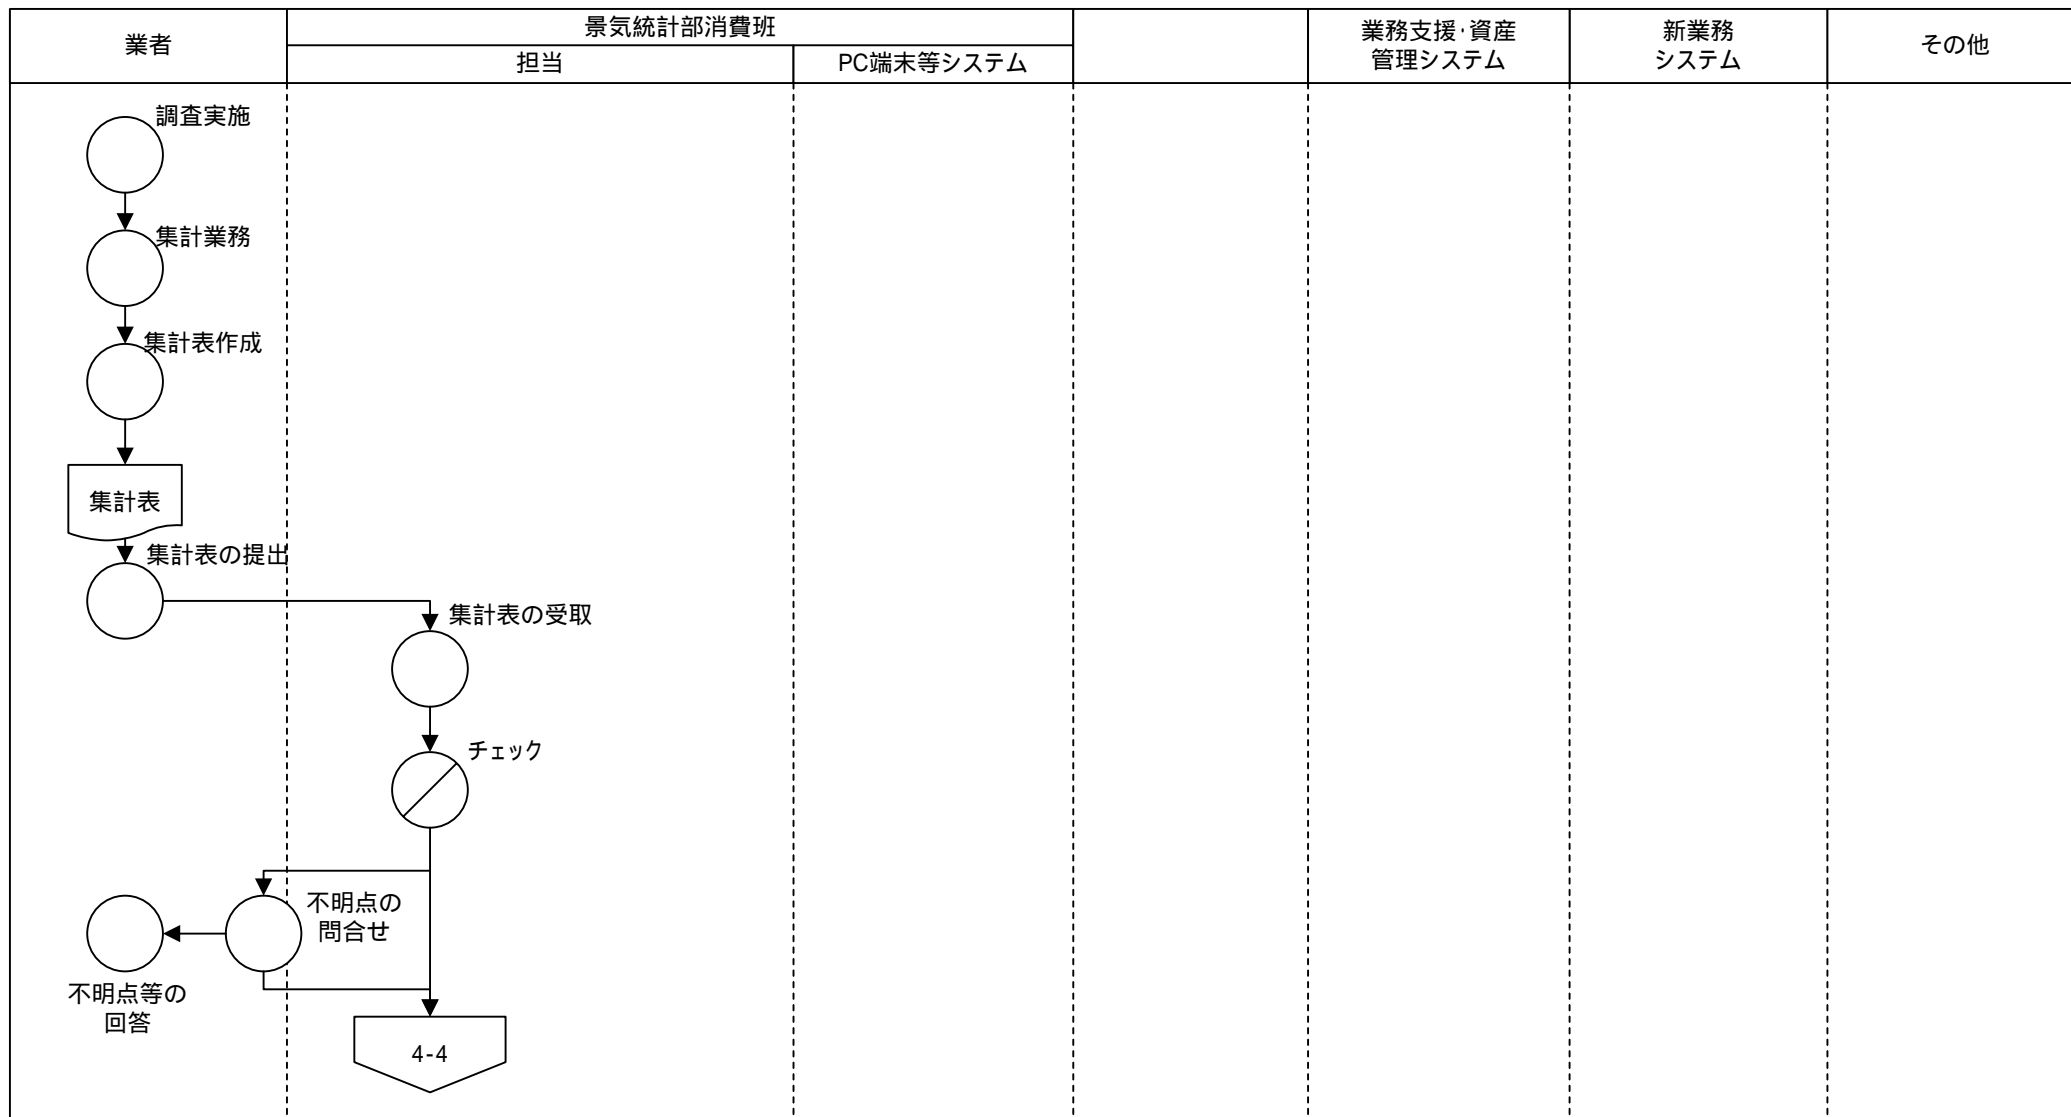 業者
景気統計部消費班
担当
PC端末等システム
業務支援・資産
管理システム
新業務
システム
その他
調査実施
集計業務
集計表作成
集計表
集計表の提出
集計表の受取
チェック
不明点の
問合せ
不明点等の
回答
4-4